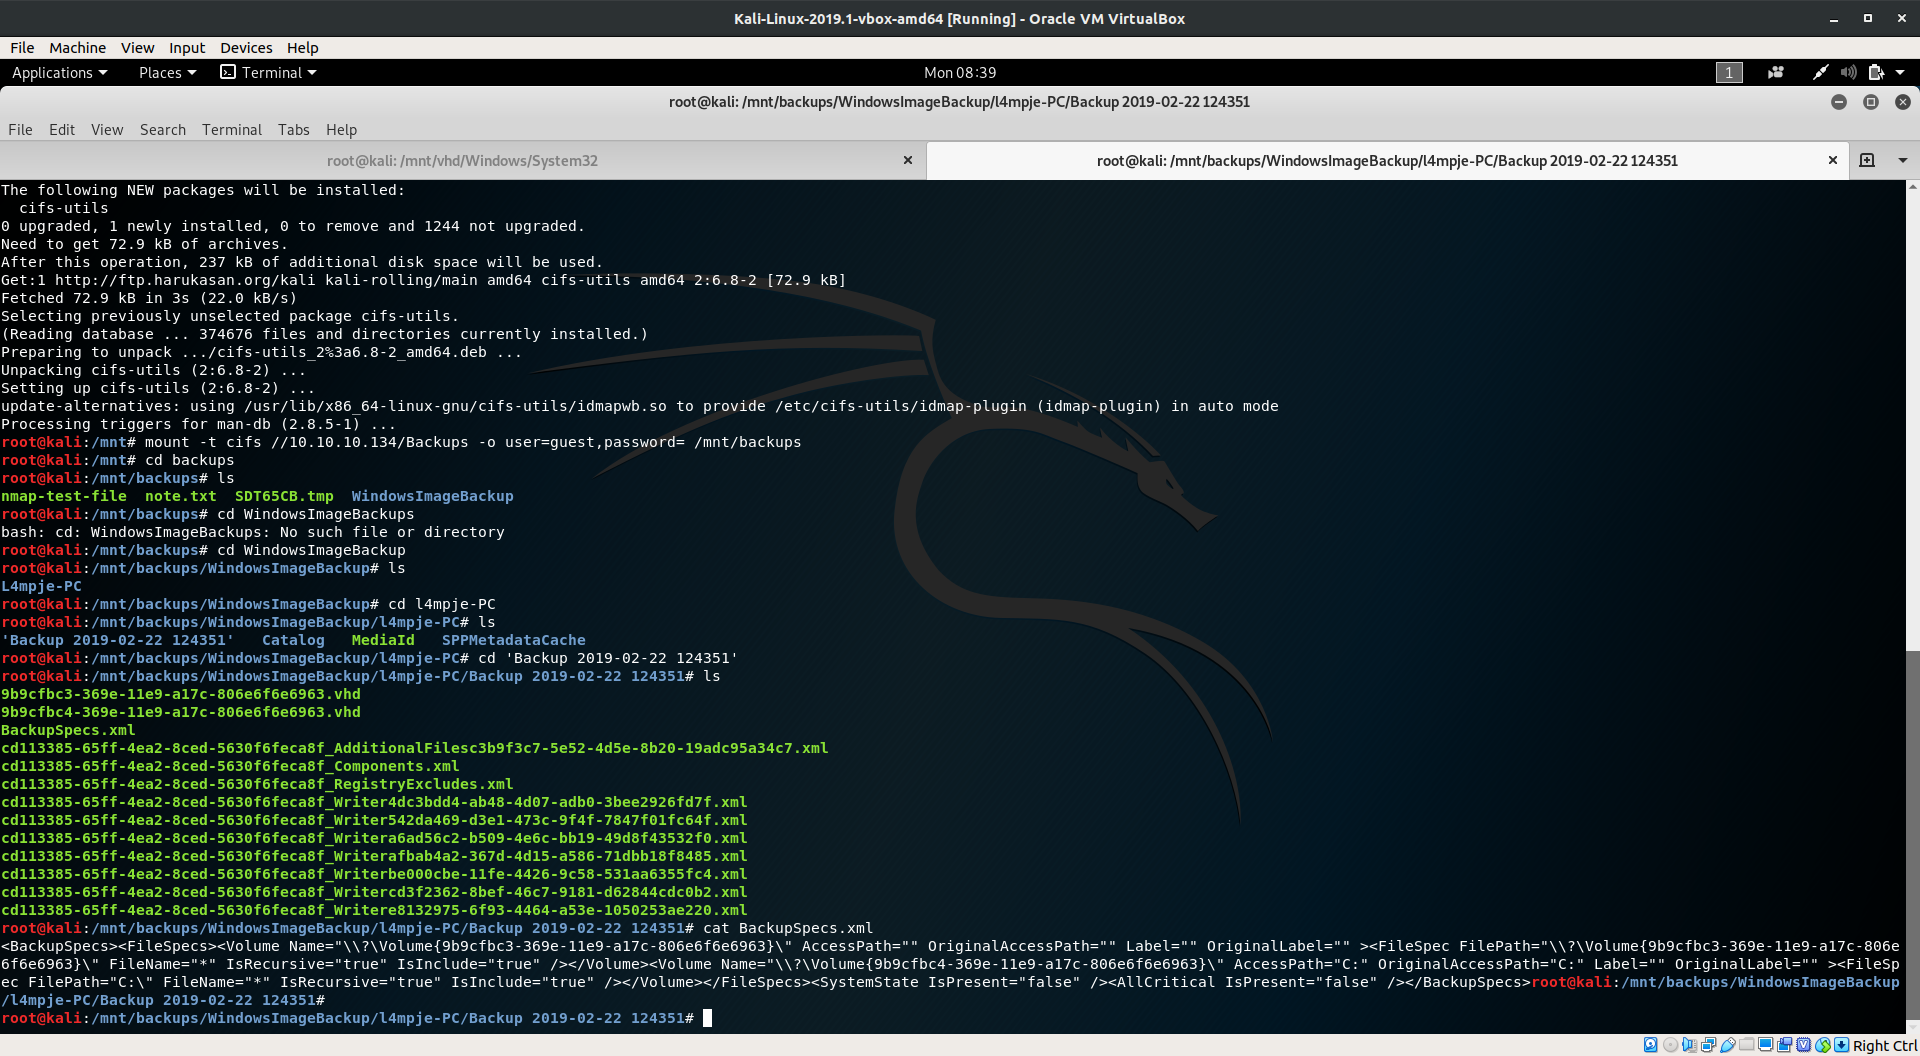 Kali-Linux-2019.1-vbox-amd64 [Running] - Oracle VM VirtualBox
File Machine View Input Devices Help
Applications Places Terminal Mon 08:39 1
root@kali: /mnt/backups/WindowsImageBackup/l4mpje-PC/Backup 2019-02-22 124351
File Edit View Search Terminal Tabs Help
root@kali: /mnt/vhd/Windows/System32 root@kali: /mnt/backups/WindowsImageBackup/l4mpje-PC/Backup 2019-02-22 124351
The following NEW packages will be installed:
  cifs-utils
0 upgraded, 1 newly installed, 0 to remove and 1244 not upgraded.
Need to get 72.9 kB of archives.
After this operation, 237 kB of additional disk space will be used.
Get:1 http://ftp.harukasan.org/kali kali-rolling/main amd64 cifs-utils amd64 2:6.8-2 [72.9 kB]
Fetched 72.9 kB in 3s (22.0 kB/s)
Selecting previously unselected package cifs-utils.
(Reading database ... 374676 files and directories currently installed.)
Preparing to unpack .../cifs-utils_2%3a6.8-2_amd64.deb ...
Unpacking cifs-utils (2:6.8-2) ...
Setting up cifs-utils (2:6.8-2) ...
update-alternatives: using /usr/lib/x86_64-linux-gnu/cifs-utils/idmapwb.so to provide /etc/cifs-utils/idmap-plugin (idmap-plugin) in auto mode
Processing triggers for man-db (2.8.5-1) ...
root@kali:/mnt# mount -t cifs //10.10.10.134/Backups -o user=guest,password= /mnt/backups
root@kali:/mnt# cd backups
root@kali:/mnt/backups# ls
nmap-test-file  note.txt  SDT65CB.tmp  WindowsImageBackup
root@kali:/mnt/backups# cd WindowsImageBackups
bash: cd: WindowsImageBackups: No such file or directory
root@kali:/mnt/backups# cd WindowsImageBackup
root@kali:/mnt/backups/WindowsImageBackup# ls
L4mpje-PC
root@kali:/mnt/backups/WindowsImageBackup# cd l4mpje-PC
root@kali:/mnt/backups/WindowsImageBackup/l4mpje-PC# ls
'Backup 2019-02-22 124351'   Catalog   MediaId   SPPMetadataCache
root@kali:/mnt/backups/WindowsImageBackup/l4mpje-PC# cd 'Backup 2019-02-22 124351'
root@kali:/mnt/backups/WindowsImageBackup/l4mpje-PC/Backup 2019-02-22 124351# ls
9b9cfbc3-369e-11e9-a17c-806e6f6e6963.vhd
9b9cfbc4-369e-11e9-a17c-806e6f6e6963.vhd
BackupSpecs.xml
cd113385-65ff-4ea2-8ced-5630f6feca8f_AdditionalFilesc3b9f3c7-5e52-4d5e-8b20-19adc95a34c7.xml
cd113385-65ff-4ea2-8ced-5630f6feca8f_Components.xml
cd113385-65ff-4ea2-8ced-5630f6feca8f_RegistryExcludes.xml
cd113385-65ff-4ea2-8ced-5630f6feca8f_Writer4dc3bdd4-ab48-4d07-adb0-3bee2926fd7f.xml
cd113385-65ff-4ea2-8ced-5630f6feca8f_Writer542da469-d3e1-473c-9f4f-7847f01fc64f.xml
cd113385-65ff-4ea2-8ced-5630f6feca8f_Writera6ad56c2-b509-4e6c-bb19-49d8f43532f0.xml
cd113385-65ff-4ea2-8ced-5630f6feca8f_Writerafbab4a2-367d-4d15-a586-71dbb18f8485.xml
cd113385-65ff-4ea2-8ced-5630f6feca8f_Writerbe000cbe-11fe-4426-9c58-531aa6355fc4.xml
cd113385-65ff-4ea2-8ced-5630f6feca8f_Writercd3f2362-8bef-46c7-9181-d62844cdc0b2.xml
cd113385-65ff-4ea2-8ced-5630f6feca8f_Writere8132975-6f93-4464-a53e-1050253ae220.xml
root@kali:/mnt/backups/WindowsImageBackup/l4mpje-PC/Backup 2019-02-22 124351# cat BackupSpecs.xml
<BackupSpecs><FileSpecs><Volume Name="\\?\Volume{9b9cfbc3-369e-11e9-a17c-806e6f6e6963}\" AccessPath="" OriginalAccessPath="" Label="" OriginalLabel="" ><FileSpec FilePath="\\?\Volume{9b9cfbc3-369e-11e9-a17c-806e
6f6e6963}\" FileName="*" IsRecursive="true" IsInclude="true" /></Volume><Volume Name="\\?\Volume{9b9cfbc4-369e-11e9-a17c-806e6f6e6963}\" AccessPath="C:" OriginalAccessPath="C:" Label="" OriginalLabel="" ><FileSp
ec FilePath="C:\" FileName="*" IsRecursive="true" IsInclude="true" /></Volume></FileSpecs><SystemState IsPresent="false" /><AllCritical IsPresent="false" /></BackupSpecs>root@kali:/mnt/backups/WindowsImageBackup
/l4mpje-PC/Backup 2019-02-22 124351#
root@kali:/mnt/backups/WindowsImageBackup/l4mpje-PC/Backup 2019-02-22 124351#
Right Ctrl